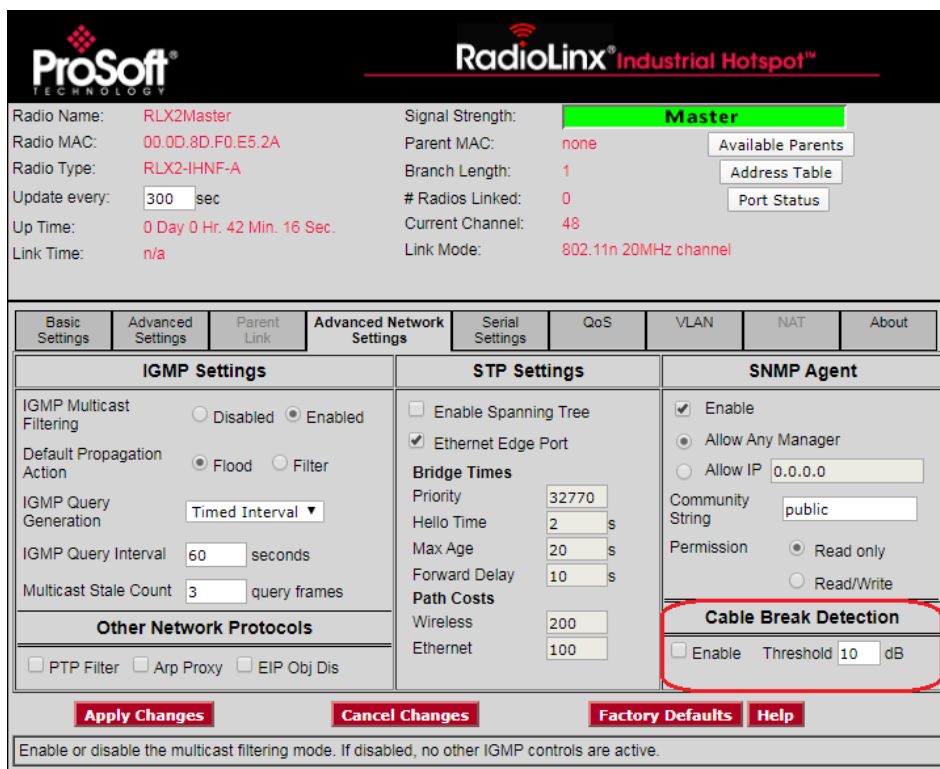 ProSoft®
TECHNOLOGY
RadioLinx® Industrial Hotspot™
Radio Name: RLX2Master
Radio MAC: 00.0D.8D.F0.E5.2A
Radio Type: RLX2-IHNF-A
Update every: 300 sec
Up Time: 0 Day 0 Hr. 42 Min. 16 Sec.
Link Time: n/a
Signal Strength: Master
Parent MAC: none Available Parents
Branch Length: 1 Address Table
# Radios Linked: 0 Port Status
Current Channel: 48
Link Mode: 802.11n 20MHz channel
Basic Settings
Advanced Settings
Parent Link
Advanced Network Settings
Serial Settings
QoS
VLAN
NAT
About
IGMP Settings
IGMP Multicast Filtering Disabled Enabled
Default Propagation Action Flood Filter
IGMP Query Generation Timed Interval ▼
IGMP Query Interval 60 seconds
Multicast Stale Count 3 query frames
Other Network Protocols
PTP Filter Arp Proxy EIP Obj Dis
STP Settings
Enable Spanning Tree
Ethernet Edge Port
Bridge Times
Priority 32770
Hello Time 2 s
Max Age 20 s
Forward Delay 10 s
Path Costs
Wireless 200
Ethernet 100
SNMP Agent
Enable
Allow Any Manager
Allow IP 0.0.0.0
Community String public
Permission Read only
Read/Write
Cable Break Detection
Enable Threshold 10 dB
Apply Changes Cancel Changes Factory Defaults Help
Enable or disable the multicast filtering mode. If disabled, no other IGMP controls are active.